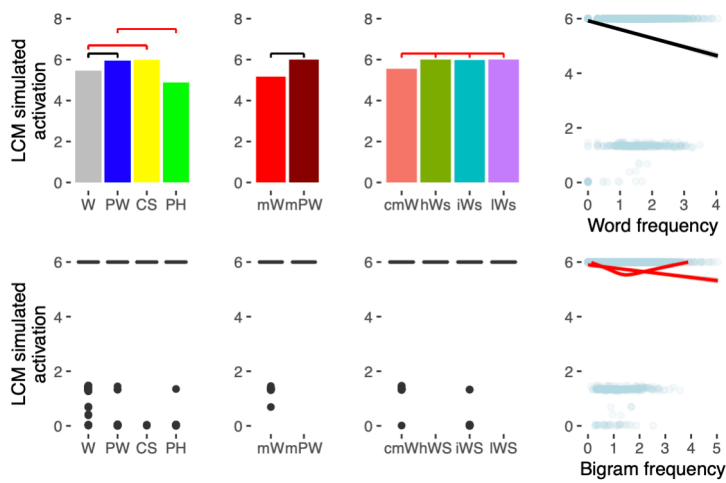 LCM simulated
activation
8
6
4
2
0
W PW CS PH
8
6
4
2
0
mW mPW
8
6
4
2
0
cmW hWs iWs lWs
6
4
2
0
0 1 2 3 4
Word frequency
LCM simulated
activation
6
4
2
0
W PW CS PH
6
4
2
0
mW mPW
6
4
2
0
cmW hWS iWS lWS
6
4
2
0
0 1 2 3 4 5
Bigram frequency